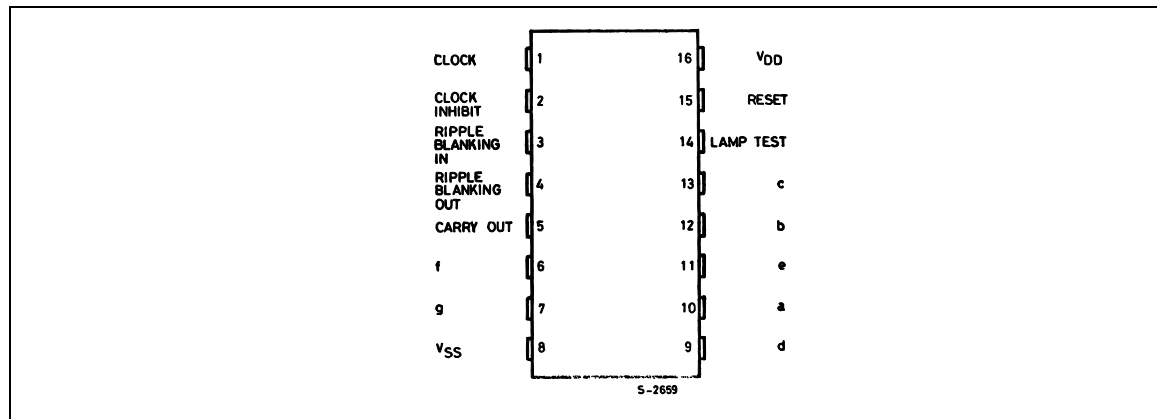 CLOCK 1 16 VDD
CLOCK
INHIBIT 2 15 RESET
RIPPLE
BLANKING
IN 3 14 LAMP TEST
RIPPLE
BLANKING
OUT 4 13 c
CARRY OUT 5 12 b
f 6 11 e
g 7 10 a
VSS 8 9 d
S-2659